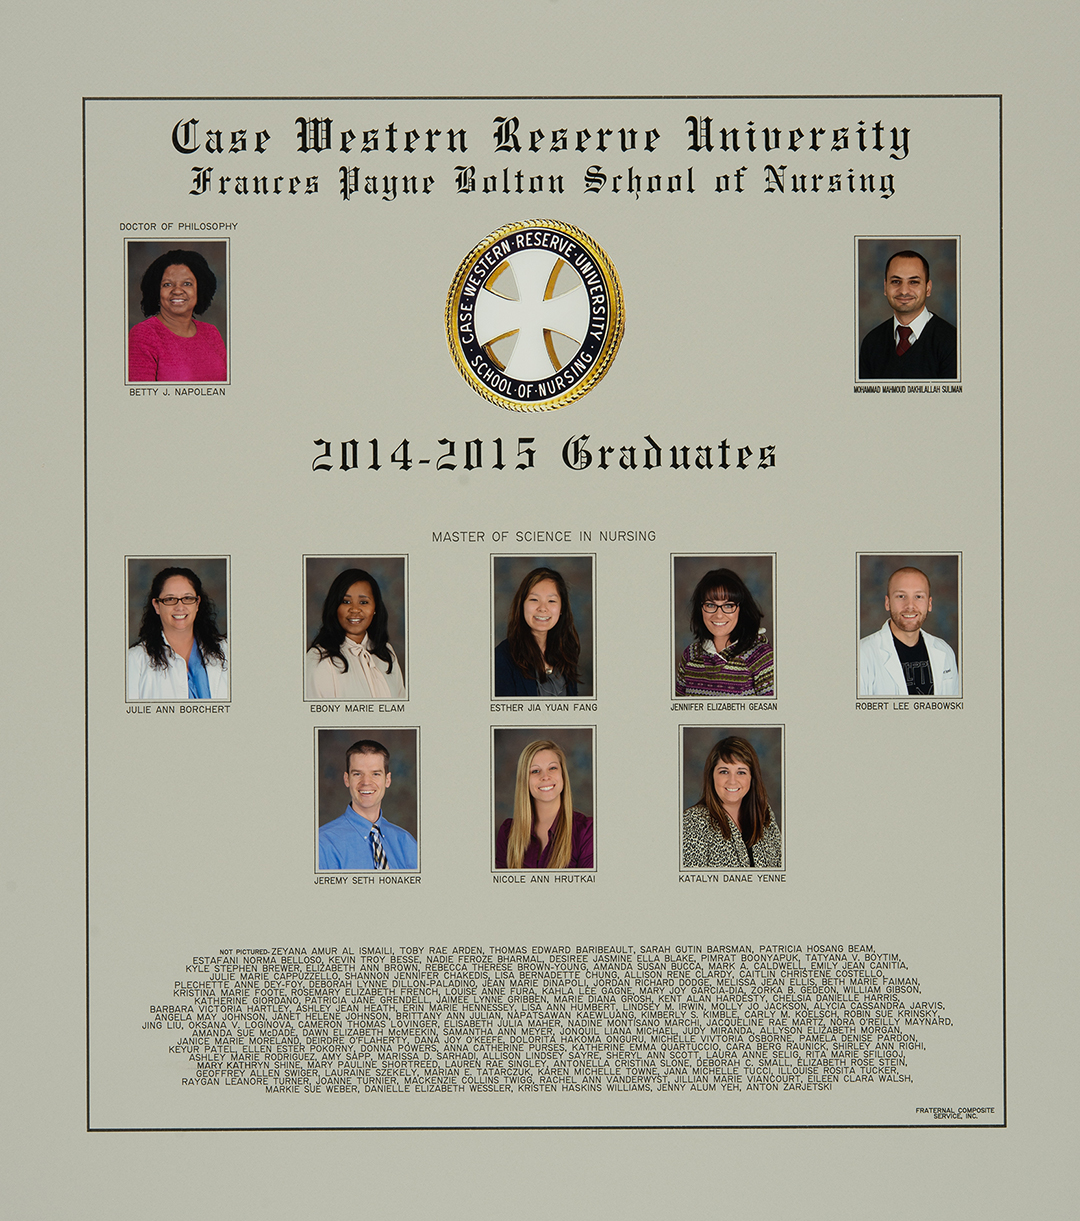 Case Western Reserve University
Frances Payne Bolton School of Nursing
DOCTOR OF PHILOSOPHY
CASE·WESTERN·RESERVE·UNIVERSITY·
SCHOOL·OF·NURSING·
BETTY J. NAPOLEAN
MOHAMMAD MAHMOUD DAKHILALLAH SULIMAN
2014-2015 Graduates
MASTER OF SCIENCE IN NURSING
JULIE ANN BORCHERT
EBONY MARIE ELAM
ESTHER JIA YUAN FANG
JENNIFER ELIZABETH GEASAN
ROBERT LEE GRABOWSKI
JEREMY SETH HONAKER
NICOLE ANN HRUTKAI
KATALYN DANAE YENNE
NOT PICTURED- ZEYANA AMUR AL ISMAILI, TOBY RAE ARDEN, THOMAS EDWARD BARIBEAULT, SARAH GUTIN BARSMAN, PATRICIA HOSANG BEAM,
ESTAFANI NORMA BELLOSO, KEVIN TROY BESSE, NADIE FEROZE BHARMAL, DESIREE JASMINE ELLA BLAKE, PIMRAT BOONYAPUK, TATYANA V. BOYTIM,
KYLE STEPHEN BREWER, ELIZABETH ANN BROWN, REBECCA THERESE BROWN-YOUNG, AMANDA SUSAN BUCCA, MARK A. CALDWELL, EMILY JEAN CANITIA,
JULIE MARIE CAPPUZZELLO, SHANNON JENNIFER CHAKEDIS, LISA BERNADETTE CHUNG, ALLISON RENE CLARDY, CAITLIN CHRISTENE COSTELLO,
PLECHETTE ANNE DEY-FOY, DEBORAH LYNNE DILLON-PALADINO, JEAN MARIE DINAPOLI, JORDAN RICHARD DODGE, MELISSA JEAN ELLIS, BETH MARIE FAIMAN,
KRISTINA MARIE FOOTE, ROSEMARY ELIZABETH FRENCH, LOUISE ANNE FURA, KAHLA LEE GAGNE, MARY JOY GARCIA-DIA, ZORKA B. GEDEON, WILLIAM GIBSON,
KATHERINE GIORDANO, PATRICIA JANE GRENDELL, JAIMEE LYNNE GRIBBEN, MARIE DIANA GROSH, KENT ALAN HARDESTY, CHELSIA DANIELLE HARRIS,
BARBARA VICTORIA HARTLEY, ASHLEY JEAN HEATH, ERIN MARIE HENNESSEY, LISA ANN HUMBERT, LINDSEY M. IRWIN, MOLLY JO JACKSON, ALYCIA CASSANDRA JARVIS,
ANGELA MAY JOHNSON, JANET HELENE JOHNSON, BRITTANY ANN JULIAN, NAPATSAWAN KAEWLUANG, KIMBERLY S. KIMBLE, CARLY M. KOELSCH, ROBIN SUE KRINSKY,
JING LIU, OKSANA V. LOGINOVA, CAMERON THOMAS LOVINGER, ELISABETH JULIA MAHER, NADINE MONTISANO MARCHI, JACQUELINE RAE MARTZ, NORA O'REILLY MAYNARD,
AMANDA SUE McDADE, DAWN ELIZABETH McMEEKIN, SAMANTHA ANN MEYER, JONQUIL LIANA MICHAEL, JUDY MIRANDA, ALLYSON ELIZABETH MORGAN,
JANICE MARIE MORELAND, DEIRDRE O'FLAHERTY, DANA JOY O'KEEFE, DOLORITA HAKOMA ONGURU, MICHELLE VIVTORIA OSBORNE, PAMELA DENISE PARDON,
KEYUR PATEL, ELLEN ESTER POKORNY, DONNA POWERS, ANNA CATHERINE PURSES, KATHERINE EMMA QUARTUCCIO, CARA BERG RAUNICK, SHIRLEY ANN RIGHI,
ASHLEY MARIE RODRIGUEZ, AMY SAPP, MARISSA D. SARHADI, ALLISON LINDSEY SAYRE, SHERYL ANN SCOTT, LAURA ANNE SELIG, RITA MARIE SFILIGOJ,
MARY KATHRYN SHINE, MARY PAULINE SHORTREED, LAUREN RAE SINGLEY, ANTONELLA CRISTINA SLONE, DEBORAH C. SMALL, ELIZABETH ROSE STEIN,
GEOFFREY ALLEN SWIGER, LAURAINE SZEKELY, MARIAN E. TATARCZUK, KAREN MICHELLE TOWNE, JANA MICHELLE TUCCI, ILLOUISE ROSITA TUCKER,
RAYGAN LEANORE TURNER, JOANNE TURNIER, MACKENZIE COLLINS TWIGG, RACHEL ANN VANDERWYST, JILLIAN MARIE VIANCOURT, EILEEN CLARA WALSH,
MARKIE SUE WEBER, DANIELLE ELIZABETH WESSLER, KRISTEN HASKINS WILLIAMS, JENNY ALUM YEH, ANTON ZARJETSKI
FRATERNAL COMPOSITE
SERVICE, INC.